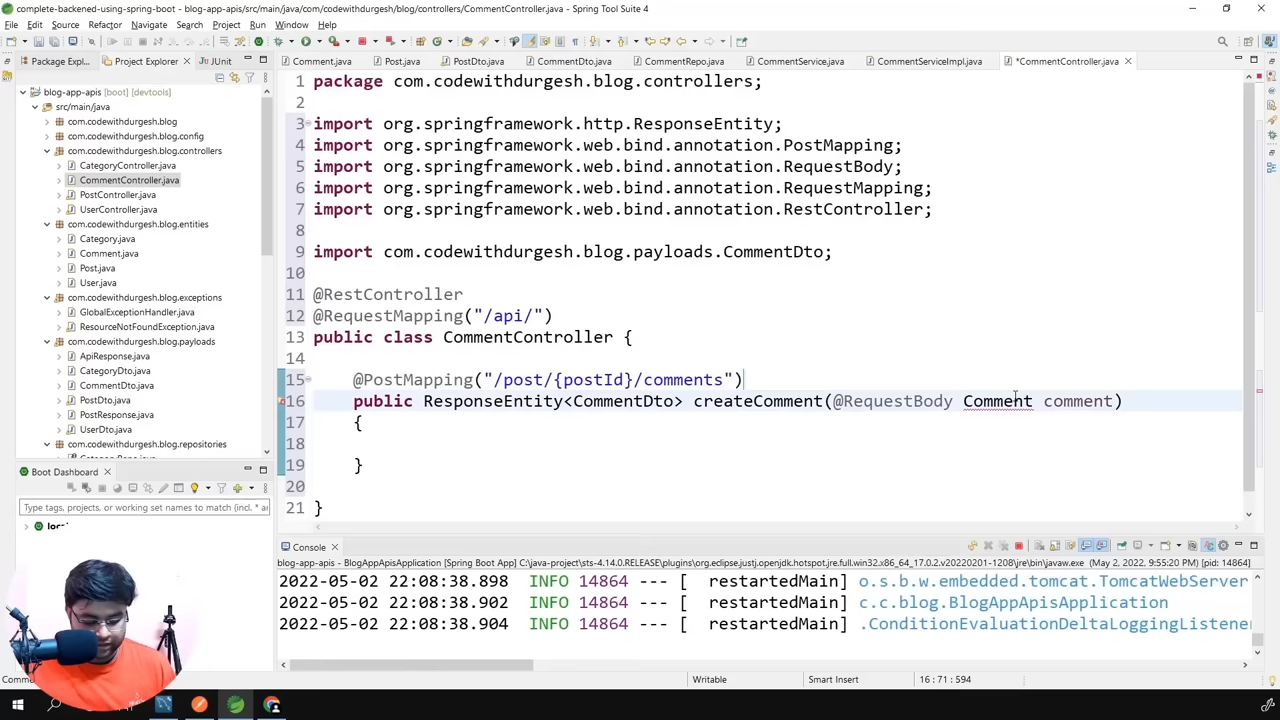 complete-backened-using-spring-boot - blog-app-apis/src/main/java/com/codewithdurgesh/blog/controllers/CommentController.java - Spring Tool Suite 4
File Edit Source Refactor Navigate Search Project Run Window Help
Package Expl... Project Explorer JUnit
Comment.java Post.java PostDto.java CommentDto.java CommentRepo.java CommentService.java CommentServiceImpl.java *CommentController.java
blog-app-apis [boot] [devtools]
src/main/java
com.codewithdurgesh.blog
com.codewithdurgesh.blog.config
com.codewithdurgesh.blog.controllers
CategoryController.java
CommentController.java
PostController.java
UserController.java
com.codewithdurgesh.blog.entities
Category.java
Comment.java
Post.java
User.java
com.codewithdurgesh.blog.exceptions
GlobalExceptionHandler.java
ResourceNotFoundException.java
com.codewithdurgesh.blog.payloads
ApiResponse.java
CategoryDto.java
CommentDto.java
PostDto.java
PostResponse.java
UserDto.java
com.codewithdurgesh.blog.repositories
1 package com.codewithdurgesh.blog.controllers;
2
3 import org.springframework.http.ResponseEntity;
4 import org.springframework.web.bind.annotation.PostMapping;
5 import org.springframework.web.bind.annotation.RequestBody;
6 import org.springframework.web.bind.annotation.RequestMapping;
7 import org.springframework.web.bind.annotation.RestController;
8
9 import com.codewithdurgesh.blog.payloads.CommentDto;
10
11 @RestController
12 @RequestMapping("/api/")
13 public class CommentController {
14
15 @PostMapping("/post/{postId}/comments")
16 public ResponseEntity<CommentDto> createComment(@RequestBody Comment comment)
17 {
18
19 }
20
21 }
Boot Dashboard
Type tags, projects, or working set names to match (incl. * a
Console
blog-app-apis - BlogAppApisApplication [Spring Boot App] C:\java-project\sts-4.14.0.RELEASE\plugins\org.eclipse.justj.openjdk.hotspot.jre.full.win32.x86_64_17.0.2.v20220201-1208\jre\bin\javaw.exe (May 2, 2022, 9:55:20 PM) [pid: 14864]
2022-05-02 22:08:38.898 INFO 14864 --- [ restartedMain] o.s.b.w.embedded.tomcat.TomcatWebServer
2022-05-02 22:08:38.902 INFO 14864 --- [ restartedMain] c.c.blog.BlogAppApisApplication
2022-05-02 22:08:38.904 INFO 14864 --- [ restartedMain] .ConditionEvaluationDeltaLoggingListene
Writable Smart Insert 16 : 71 : 594